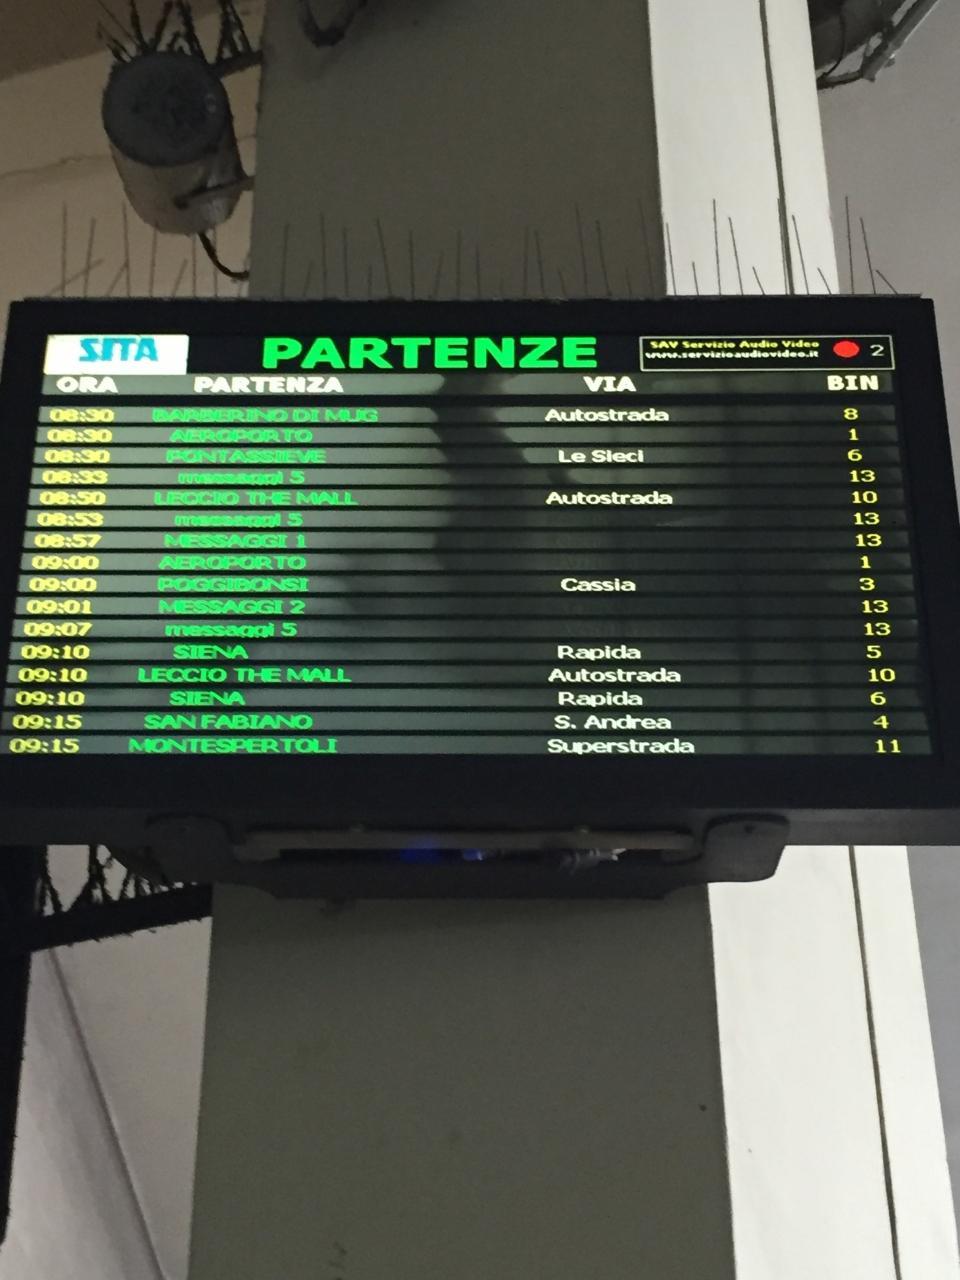 SITA PARTENZE SAV Servizio Audio Video
www.servizioaudiovideo.it 2
ORA PARTENZA VIA BIN
08:30 BARBERINO DI MUG Autostrada 8
08:30 AEROPORTO 1
08:30 PONTASSIEVE Le Sieci 6
08:33 messaggi 5 13
08:50 LECCIO THE MALL Autostrada 10
08:53 messaggi 5 13
08:57 MESSAGGI 1 13
09:00 AEROPORTO 1
09:00 POGGIBONSI Cassia 3
09:01 MESSAGGI 2 13
09:07 messaggi 5 13
09:10 SIENA Rapida 5
09:10 LECCIO THE MALL Autostrada 10
09:10 SIENA Rapida 6
09:15 SAN FABIANO S. Andrea 4
09:15 MONTESPERTOLI Superstrada 11